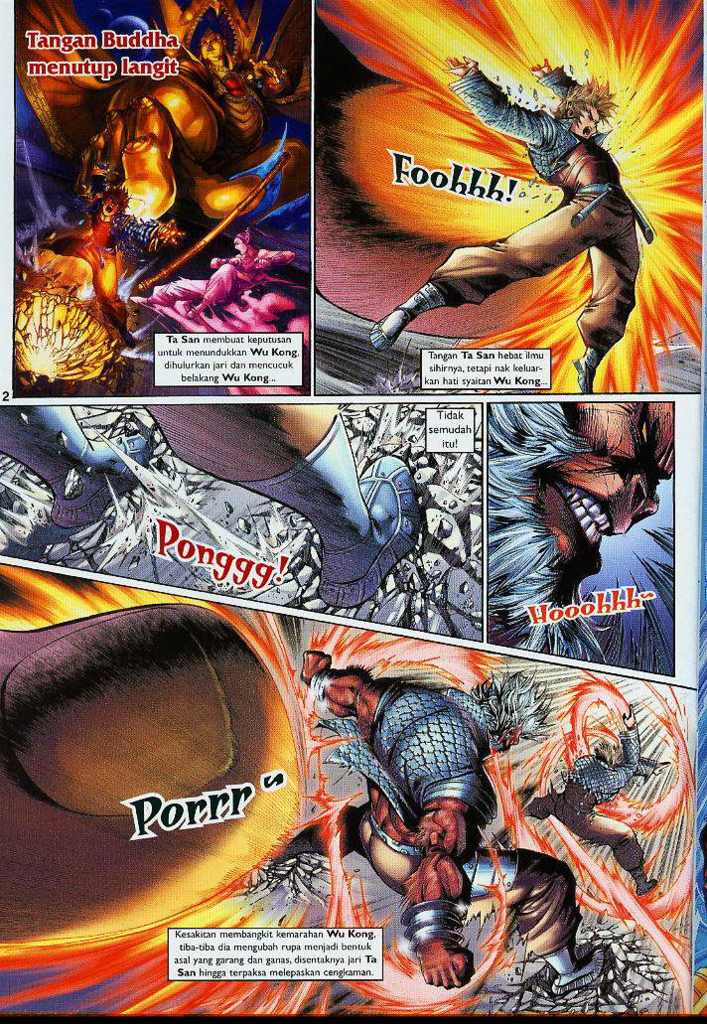 Tangan Buddha
menutup langit
Foohhh!
Ta San membuat keputusan
untuk menundukkan Wu Kong,
dihulurkan jari dan mencucuk
belakang Wu Kong...
Tangan Ta San hebat ilmu
sihirnya, tetapi nak keluar-
kan hati syaitan Wu Kong...
2
Tidak
semudah
itu!
Ponggg!
Hooohhh~
Porrr~
Kesakitan membangkit kemarahan Wu Kong,
tiba-tiba dia mengubah rupa menjadi bentuk
asal yang garang dan ganas, disentaknya jari Ta
San hingga terpaksa melepaskan cengkaman.